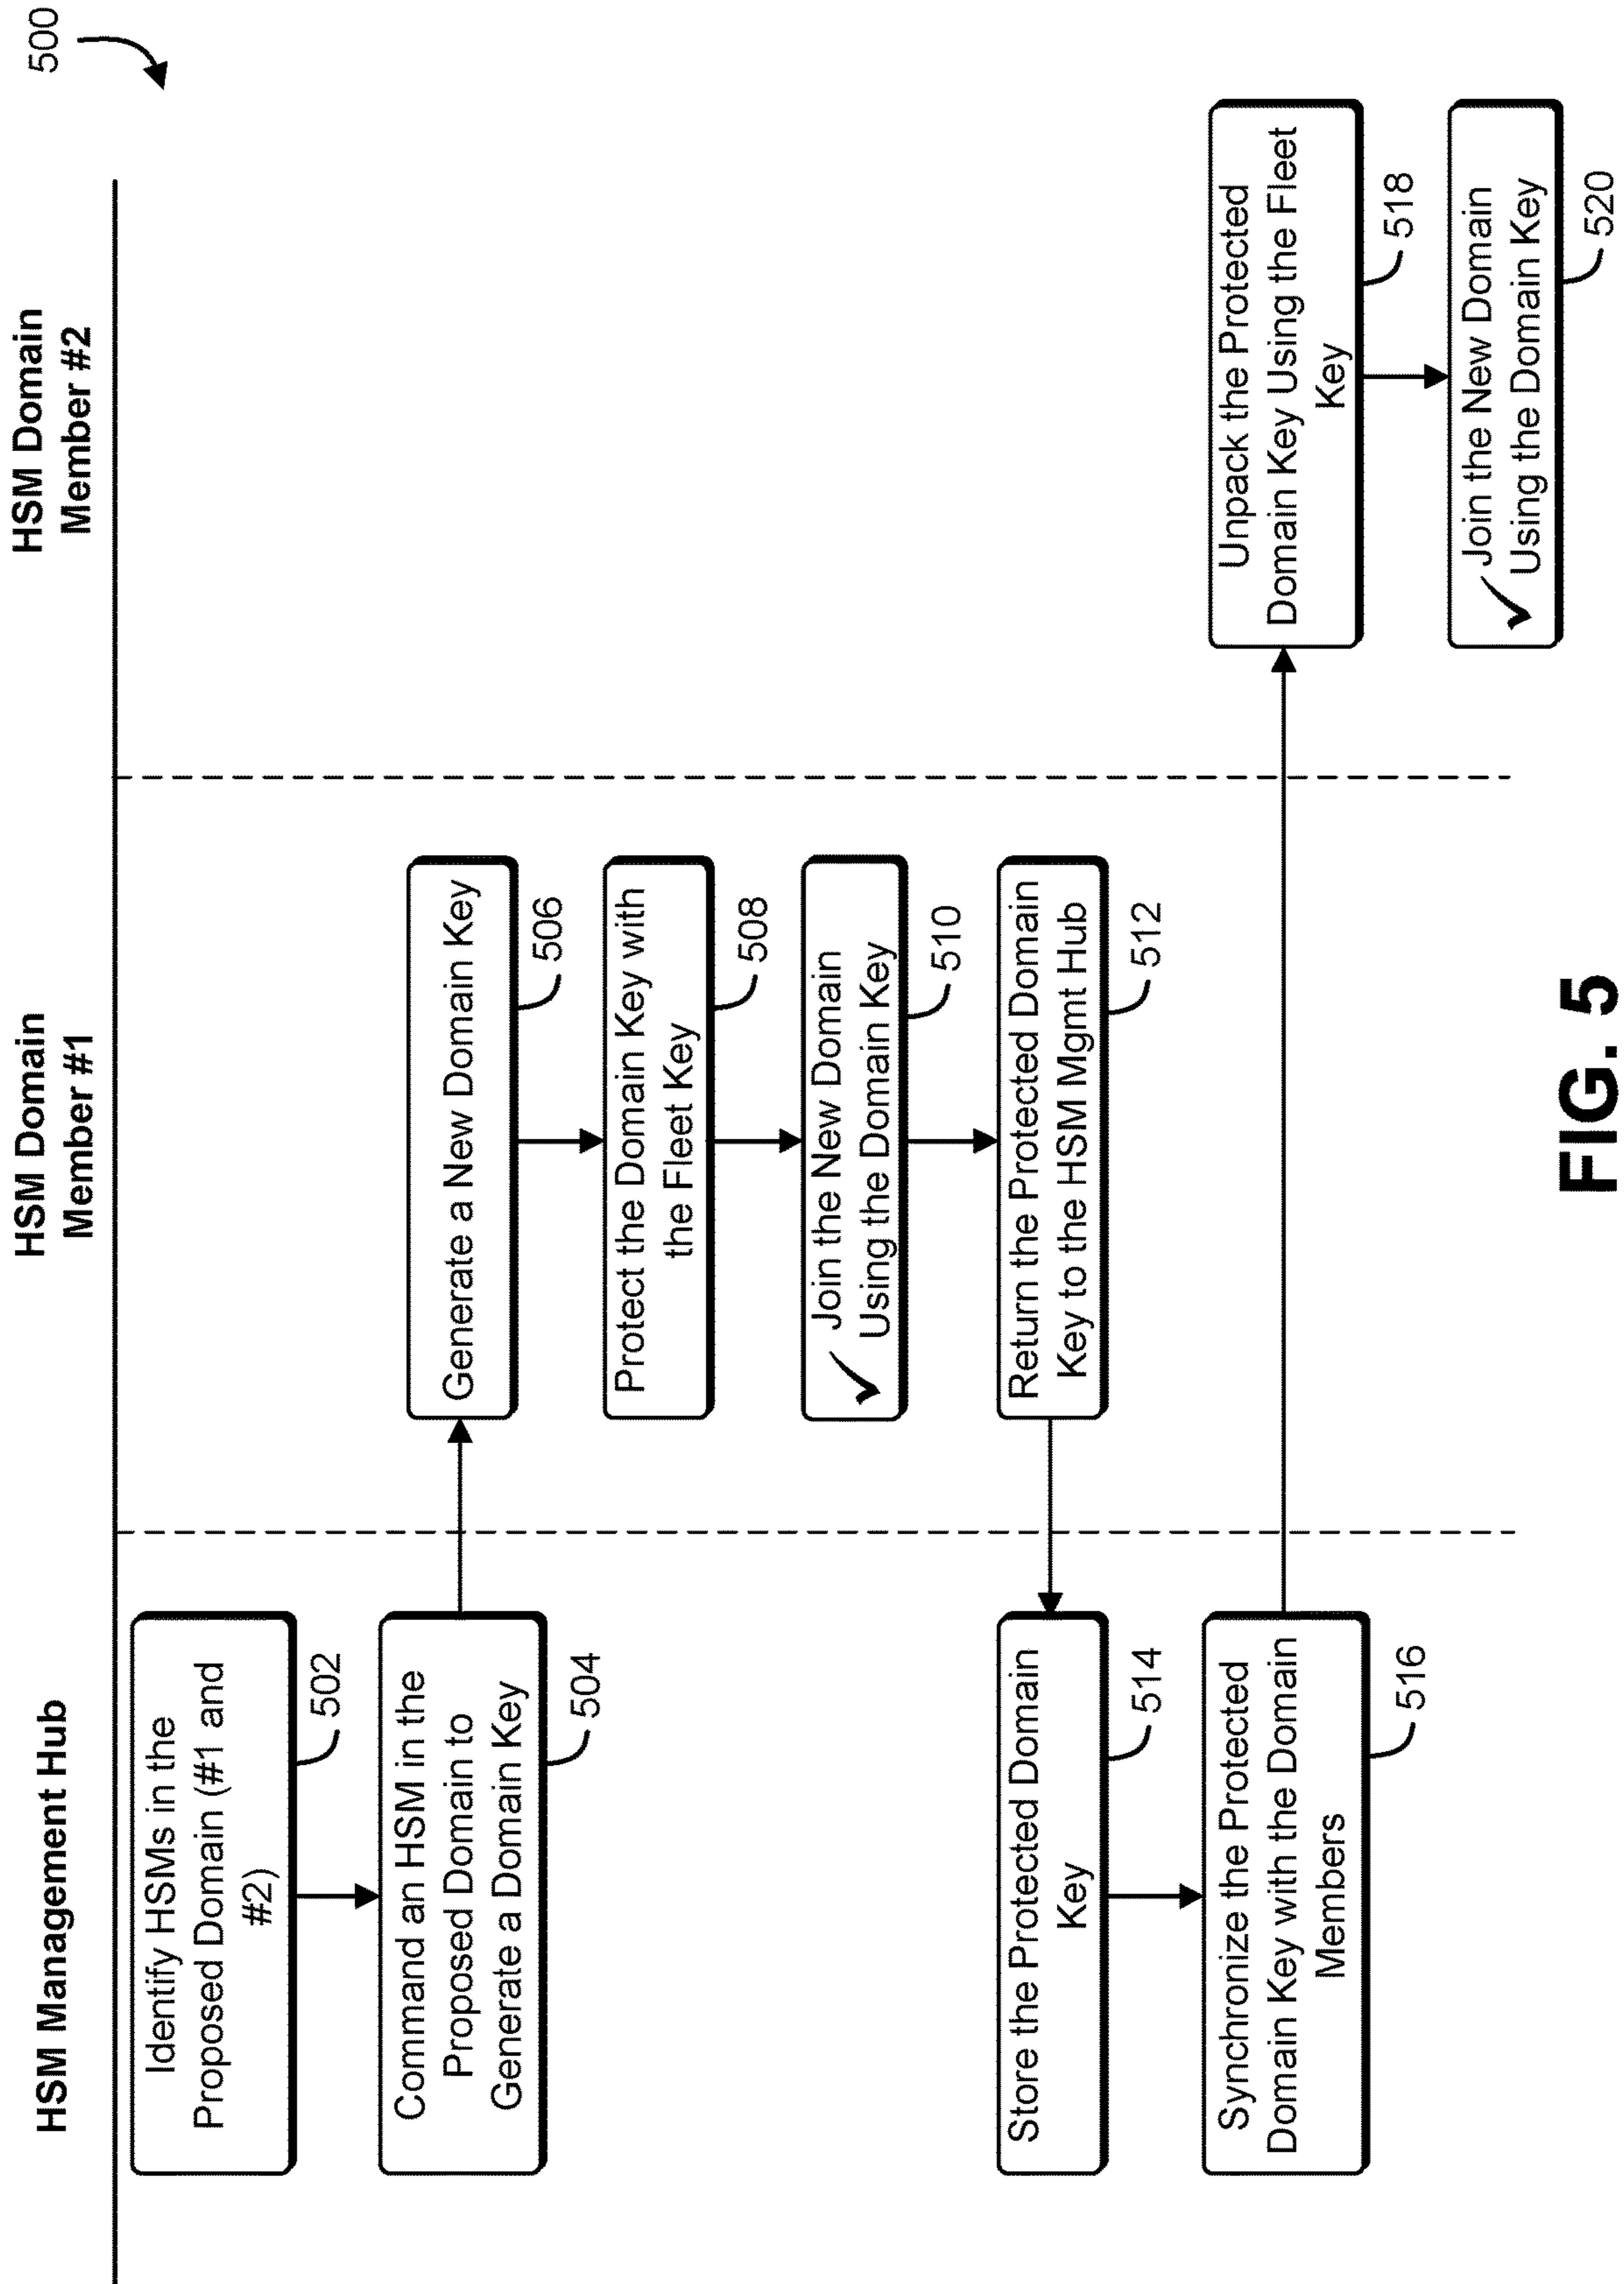 500
HSM Management Hub
HSM Domain
Member #1
HSM Domain
Member #2
Identify HSMs in the
Proposed Domain (#1 and
#2)
502
Command an HSM in the
Proposed Domain to
Generate a Domain Key
504
Generate a New Domain Key
506
Protect the Domain Key with
the Fleet Key
508
Join the New Domain
Using the Domain Key
510
Return the Protected Domain
Key to the HSM Mgmt Hub
512
Store the Protected Domain
Key
514
Synchronize the Protected
Domain Key with the Domain
Members
516
Unpack the Protected
Domain Key Using the Fleet
Key
518
Join the New Domain
Using the Domain Key
520
FIG. 5